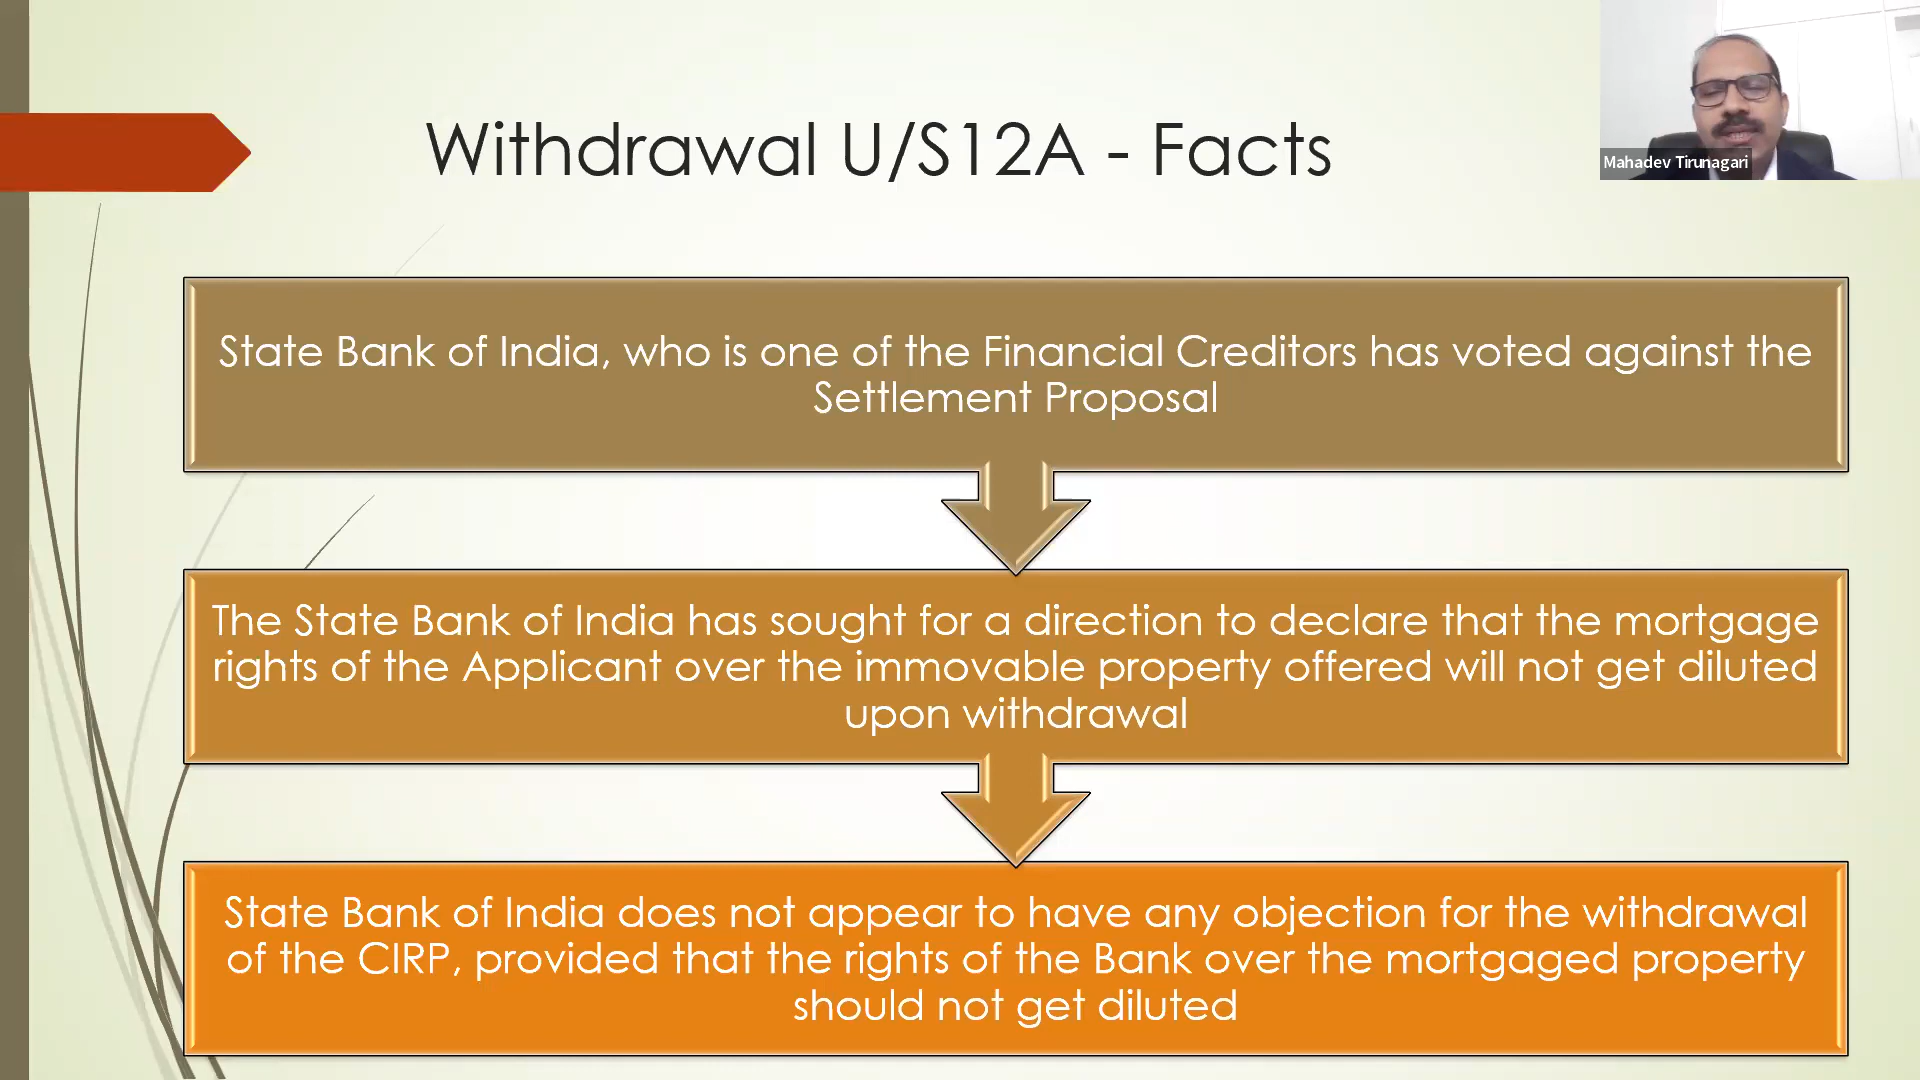 Withdrawal U/S12A - Facts
Mahadev Tirunagari
State Bank of India, who is one of the Financial Creditors has voted against the
Settlement Proposal
The State Bank of India has sought for a direction to declare that the mortgage
rights of the Applicant over the immovable property offered will not get diluted
upon withdrawal
State Bank of India does not appear to have any objection for the withdrawal
of the CIRP, provided that the rights of the Bank over the mortgaged property
should not get diluted